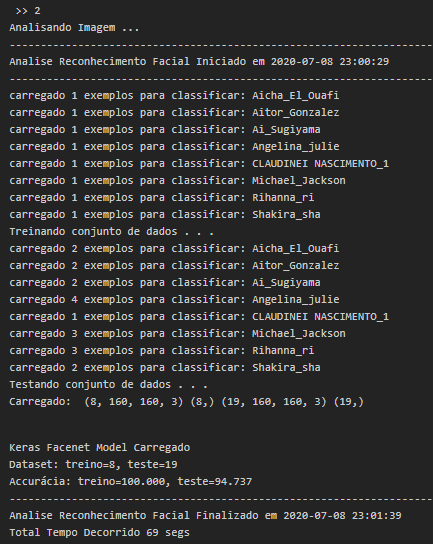 >> 2
Analisando Imagem ...
----------------------------------------------------------------
Analise Reconhecimento Facial Iniciado em 2020-07-08 23:00:29
----------------------------------------------------------------
carregado 1 exemplos para classificar: Aicha_El_Ouafi
carregado 1 exemplos para classificar: Aitor_Gonzalez
carregado 1 exemplos para classificar: Ai_Sugiyama
carregado 1 exemplos para classificar: Angelina_julie
carregado 1 exemplos para classificar: CLAUDINEI NASCIMENTO_1
carregado 1 exemplos para classificar: Michael_Jackson
carregado 1 exemplos para classificar: Rihanna_ri
carregado 1 exemplos para classificar: Shakira_sha
Treinando conjunto de dados . . .
carregado 2 exemplos para classificar: Aicha_El_Ouafi
carregado 2 exemplos para classificar: Aitor_Gonzalez
carregado 2 exemplos para classificar: Ai_Sugiyama
carregado 4 exemplos para classificar: Angelina_julie
carregado 1 exemplos para classificar: CLAUDINEI NASCIMENTO_1
carregado 3 exemplos para classificar: Michael_Jackson
carregado 3 exemplos para classificar: Rihanna_ri
carregado 2 exemplos para classificar: Shakira_sha
Testando conjunto de dados . . .
Carregado:  (8, 160, 160, 3) (8,) (19, 160, 160, 3) (19,)
Keras Facenet Model Carregado
Dataset: treino=8, teste=19
Accurácia: treino=100.000, teste=94.737
----------------------------------------------------------------
Analise Reconhecimento Facial Finalizado em 2020-07-08 23:01:39
Total Tempo Decorrido 69 segs